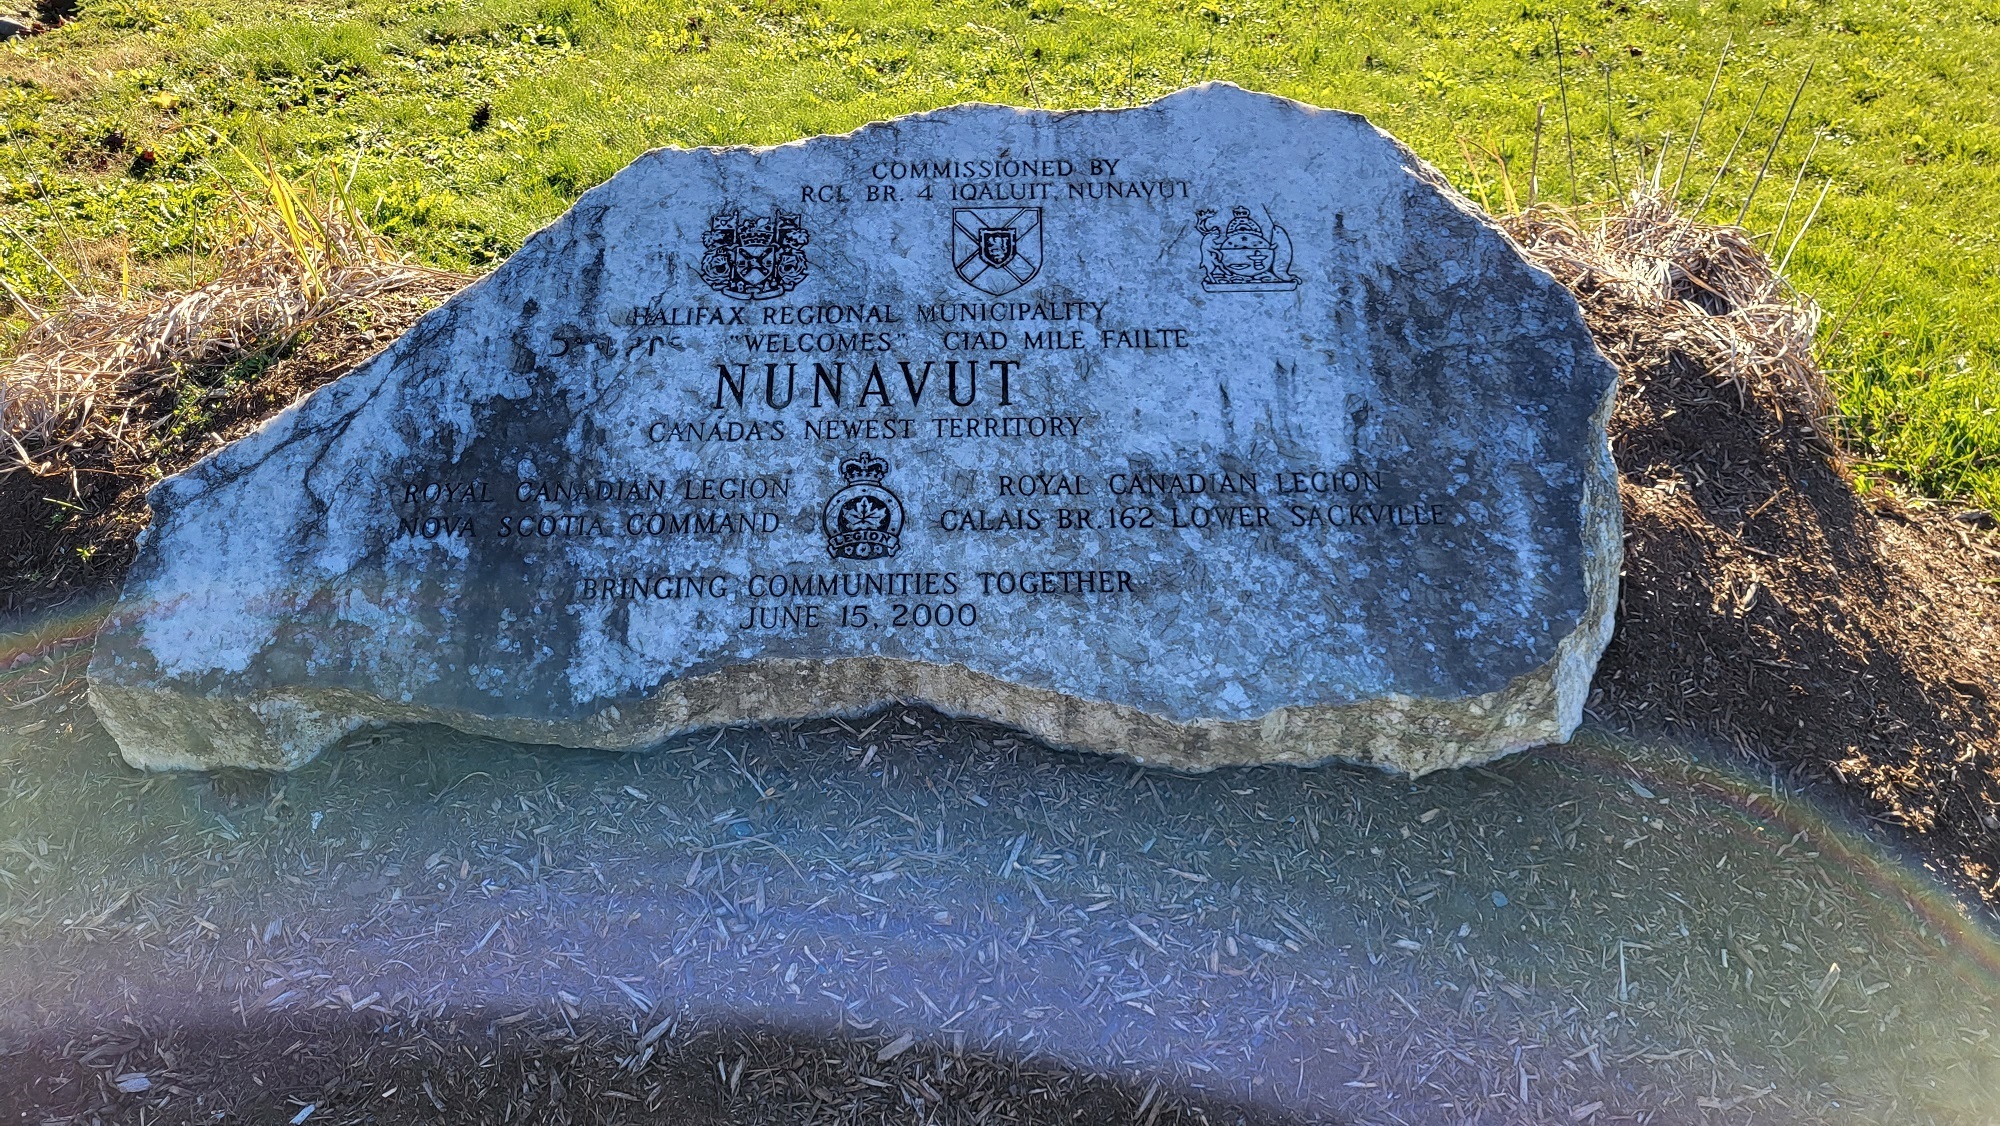 COMMISSIONED BY
RCL BR. 4 IQALUIT, NUNAVUT
HALIFAX REGIONAL MUNICIPALITY
"WELCOMES" CIAD MILE FAILTE
NUNAVUT
CANADA'S NEWEST TERRITORY
ROYAL CANADIAN LEGION
NOVA SCOTIA COMMAND
LEGION
ROYAL CANADIAN LEGION
CALAIS BR. 162 LOWER SACKVILLE
BRINGING COMMUNITIES TOGETHER
JUNE 15, 2000